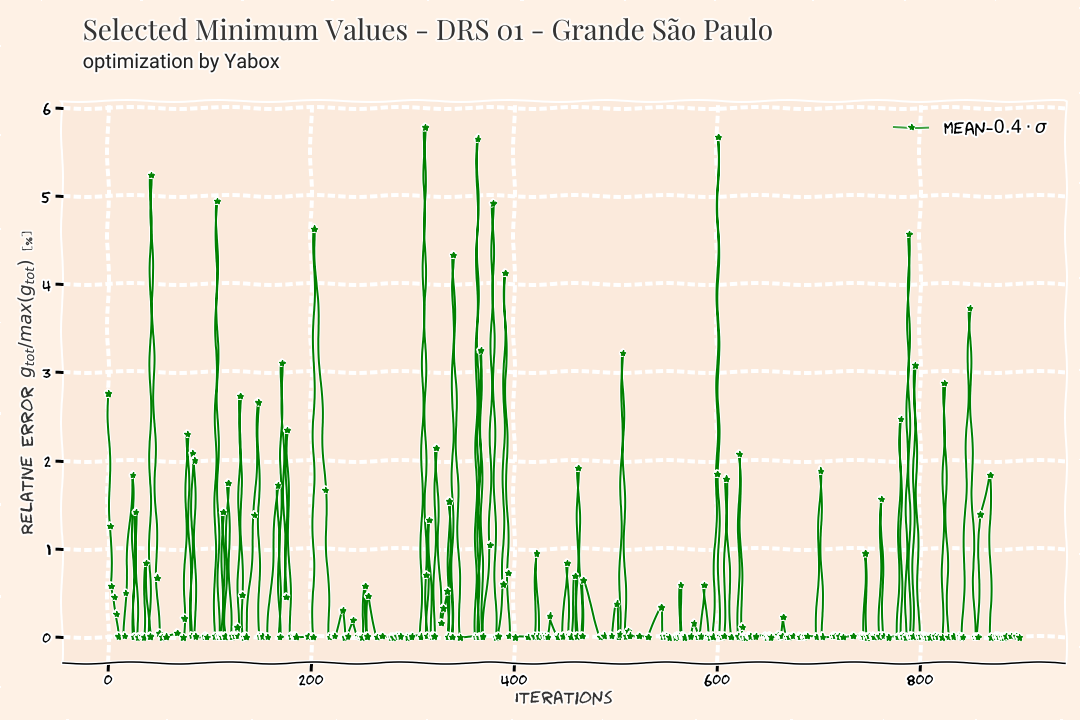 Selected Minimum Values - DRS 01 - Grande São Paulo
optimization by Yabox
MEAN-0.4 · σ
RELATIVE ERROR g_tot/max(g_tot) [%]
6
5
4
3
2
1
0
0 200 400 600 800
ITERATIONS